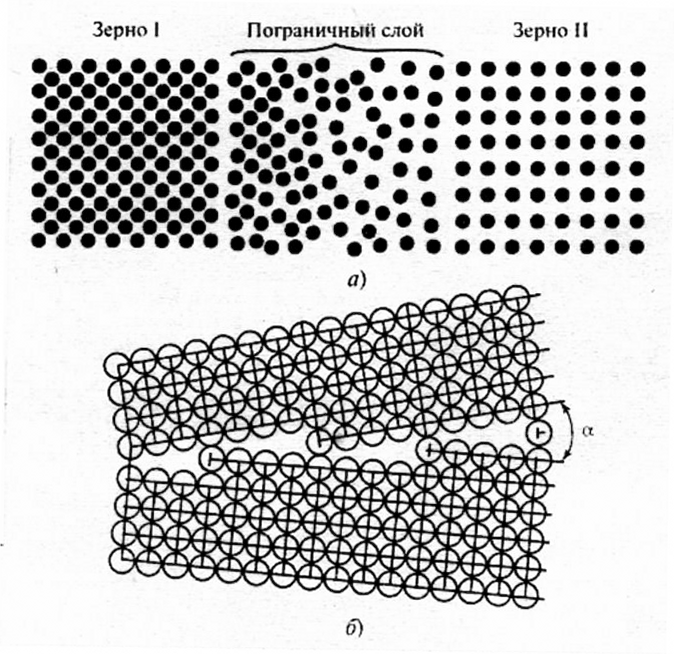 Зерно I Пограничный слой Зерно II
а)
α
б)